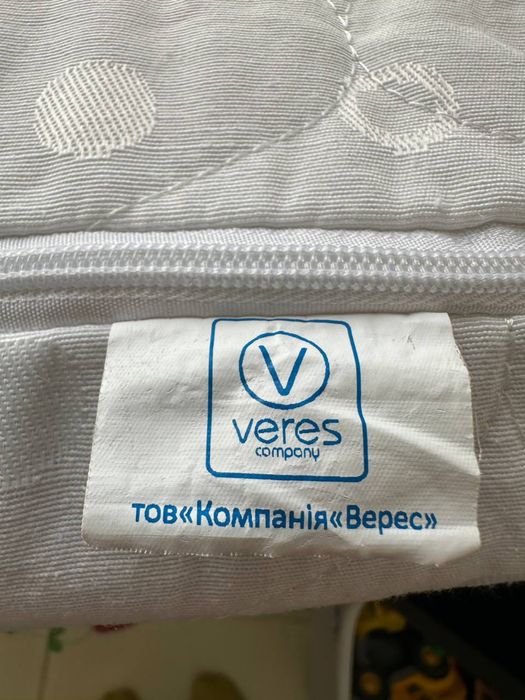 V
veres
company
тов«Компанія«Верес»